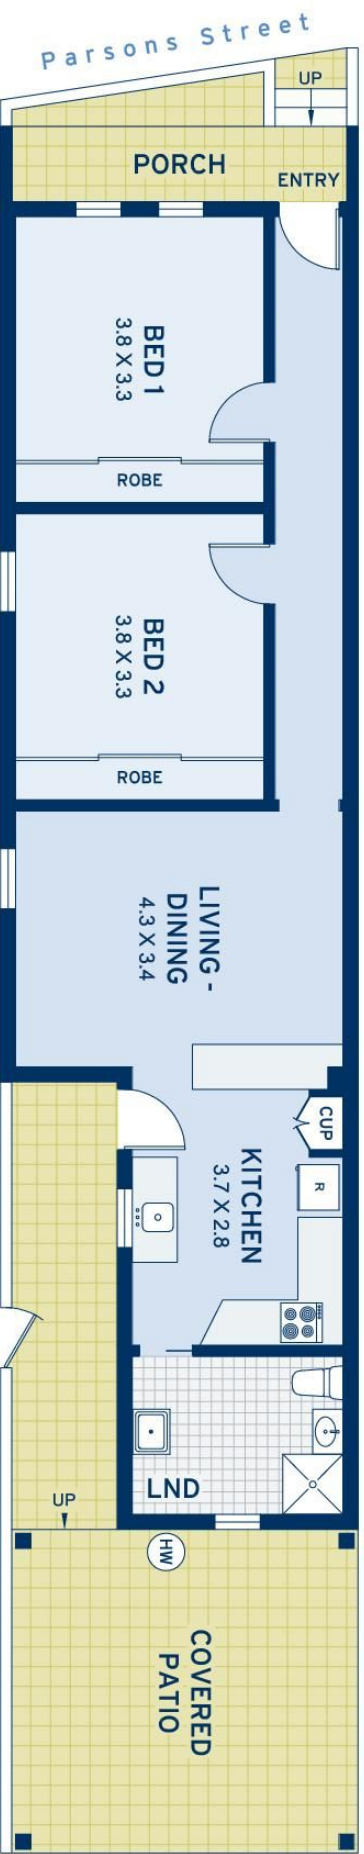 Parsons Street
UP
PORCH
ENTRY
BED 1
3.8 X 3.3
ROBE
BED 2
3.8 X 3.3
ROBE
LIVING -
DINING
4.3 X 3.4
CUP
KITCHEN
3.7 X 2.8
R
LND
UP
HW
COVERED
PATIO